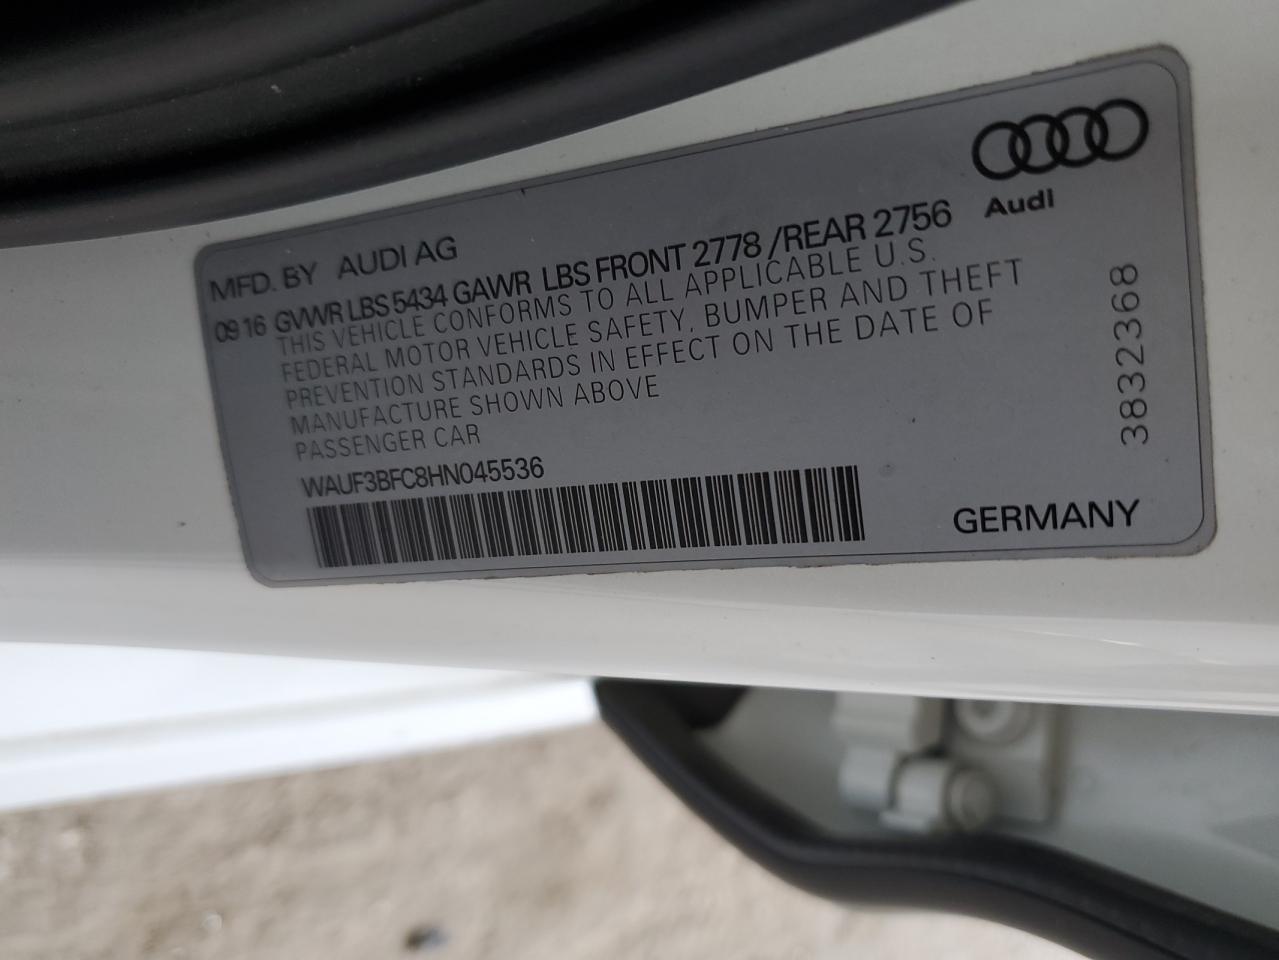 Audi
MFD. BY AUDI AG
09 16 GVWR LBS 5434 GAWR LBS FRONT 2778 /REAR 2756
THIS VEHICLE CONFORMS TO ALL APPLICABLE U.S.
FEDERAL MOTOR VEHICLE SAFETY, BUMPER AND THEFT
PREVENTION STANDARDS IN EFFECT ON THE DATE OF
MANUFACTURE SHOWN ABOVE
PASSENGER CAR
WAUF3BFC8HN045536
GERMANY
3832368